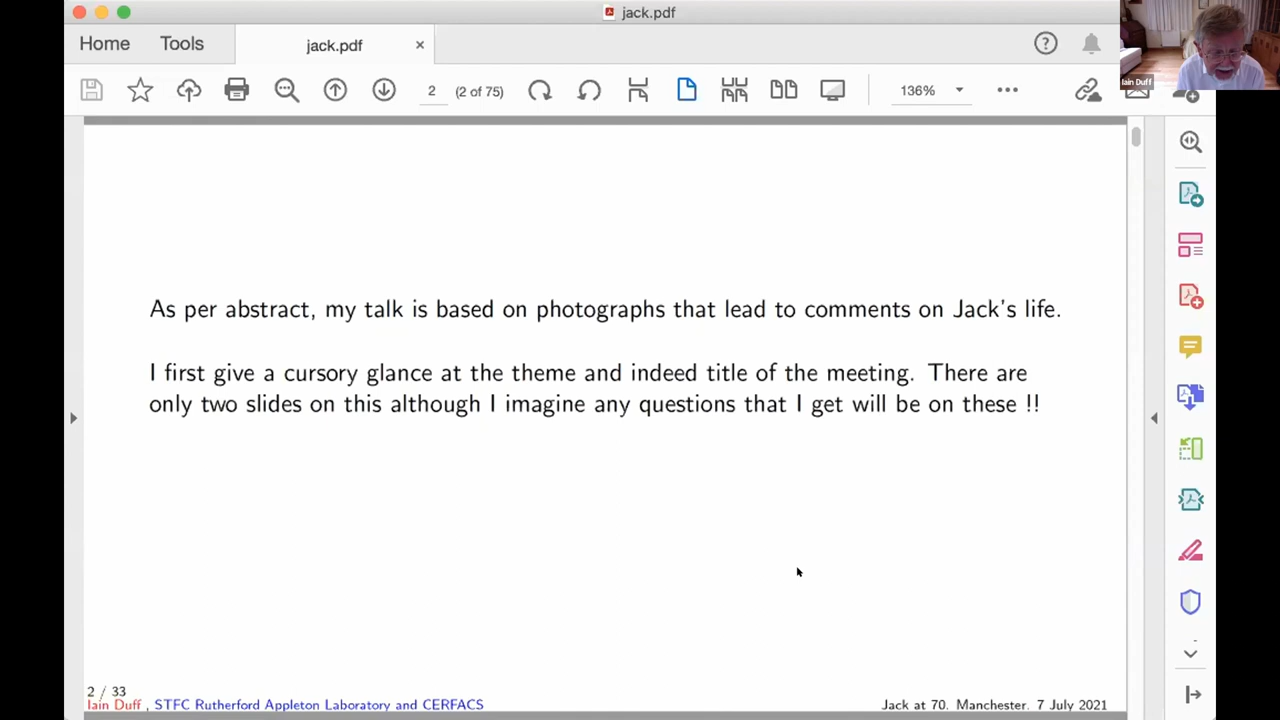 jack.pdf
Home
Tools
jack.pdf
2
(2 of 75)
136%
Iain Duff
As per abstract, my talk is based on photographs that lead to comments on Jack's life.
I first give a cursory glance at the theme and indeed title of the meeting. There are
only two slides on this although I imagine any questions that I get will be on these !!
2 / 33
Iain Duff , STFC Rutherford Appleton Laboratory and CERFACS
Jack at 70. Manchester. 7 July 2021